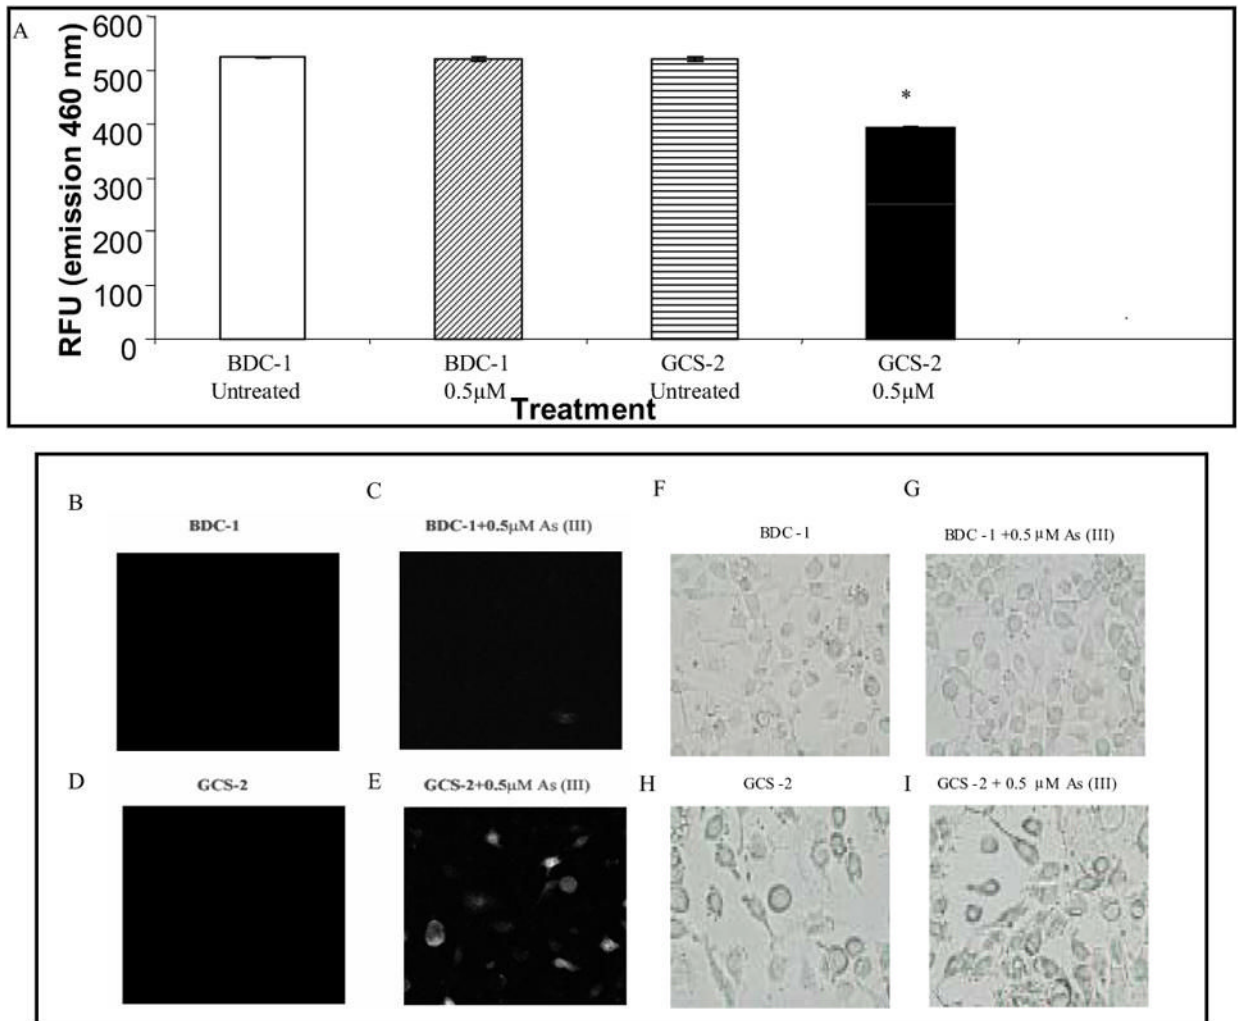 A
RFU (emission 460 nm)
600
500
400
300
200
100
0
*
BDC-1
Untreated
BDC-1
0.5µM
GCS-2
Untreated
GCS-2
0.5µM
Treatment
B
BDC-1
C
BDC-1+0.5µM As (III)
F
BDC-1
G
BDC-1 +0.5 µM As (III)
D
GCS-2
E
GCS-2+0.5µM As (III)
H
GCS-2
I
GCS-2 + 0.5 µM As (III)